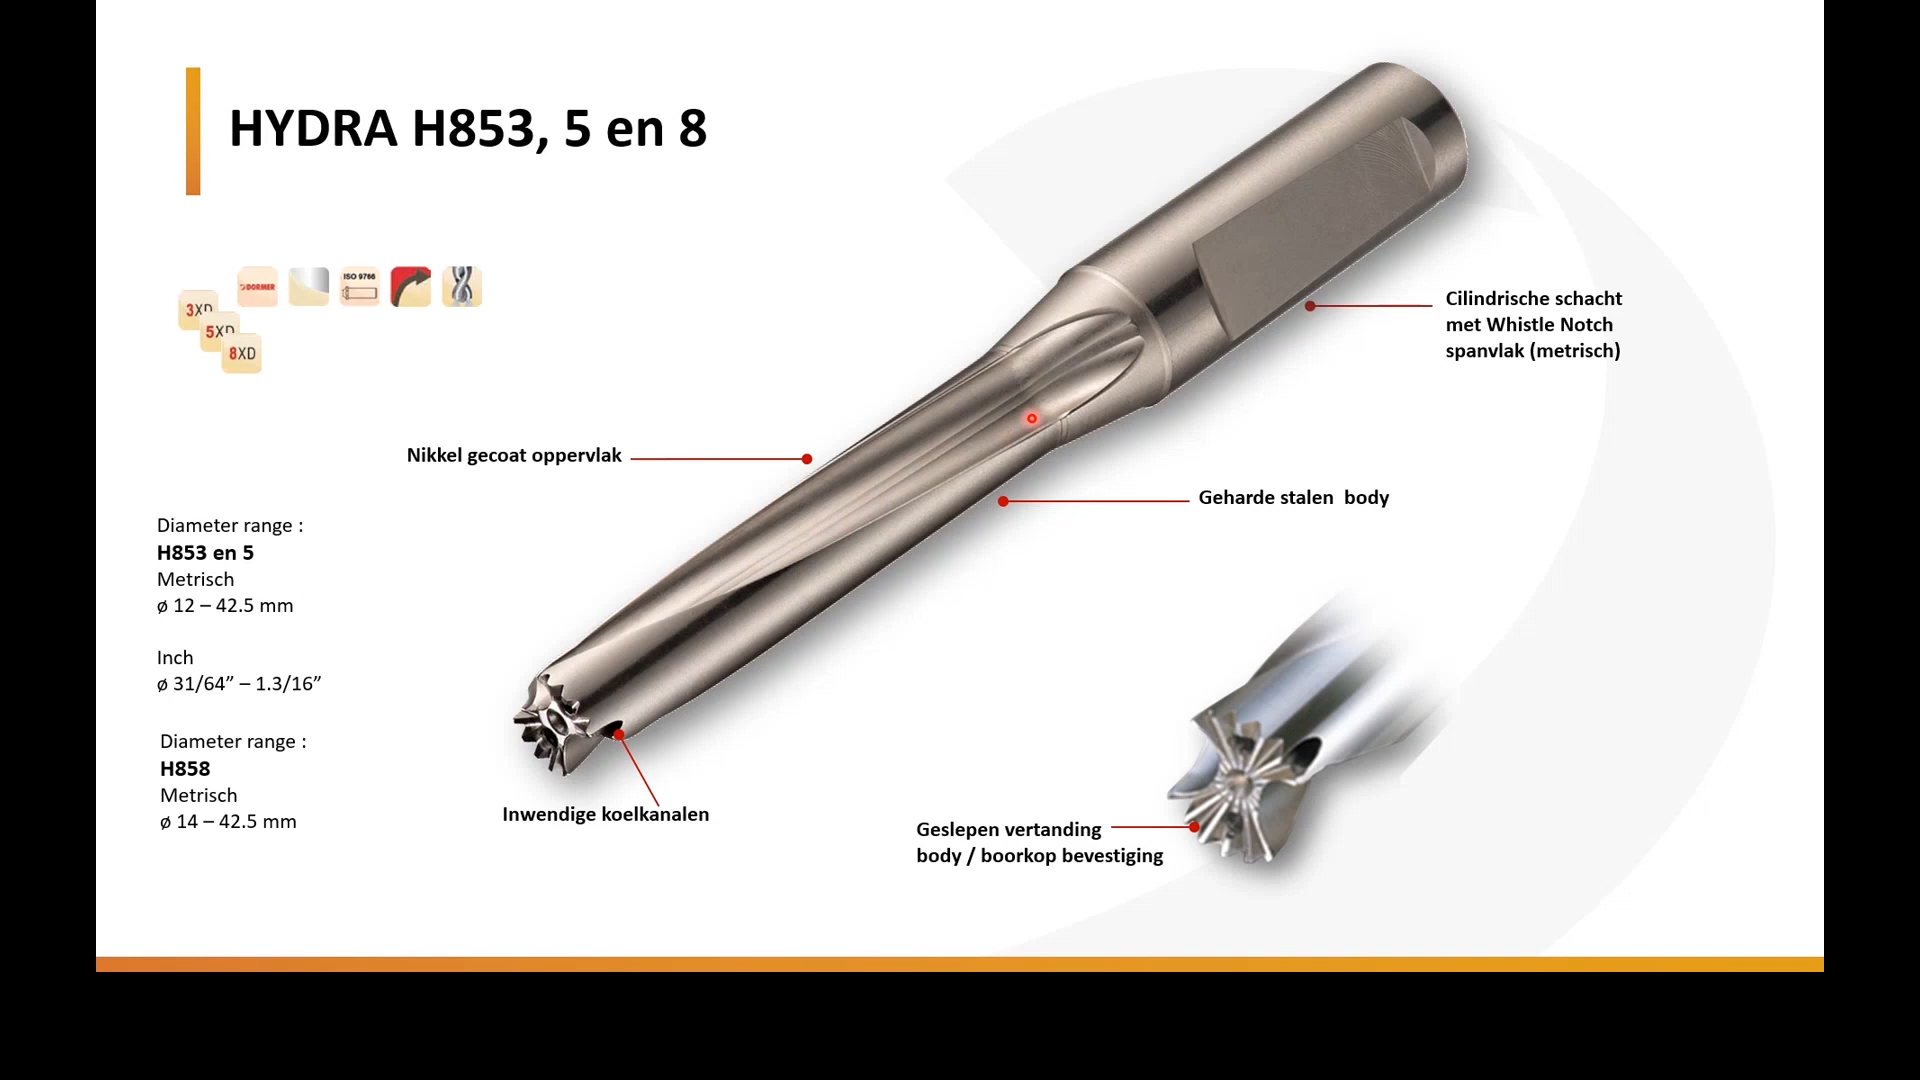 HYDRA H853, 5 en 8
DORMER
ISO 9766
3XD
5XD
8XD
Cilindrische schacht
met Whistle Notch
spanvlak (metrisch)
Nikkel gecoat oppervlak
Geharde stalen body
Diameter range :
H853 en 5
Metrisch
ø 12 – 42.5 mm
Inch
ø 31/64” – 1.3/16”
Diameter range :
H858
Metrisch
ø 14 – 42.5 mm
Inwendige koelkanalen
Geslepen vertanding
body / boorkop bevestiging